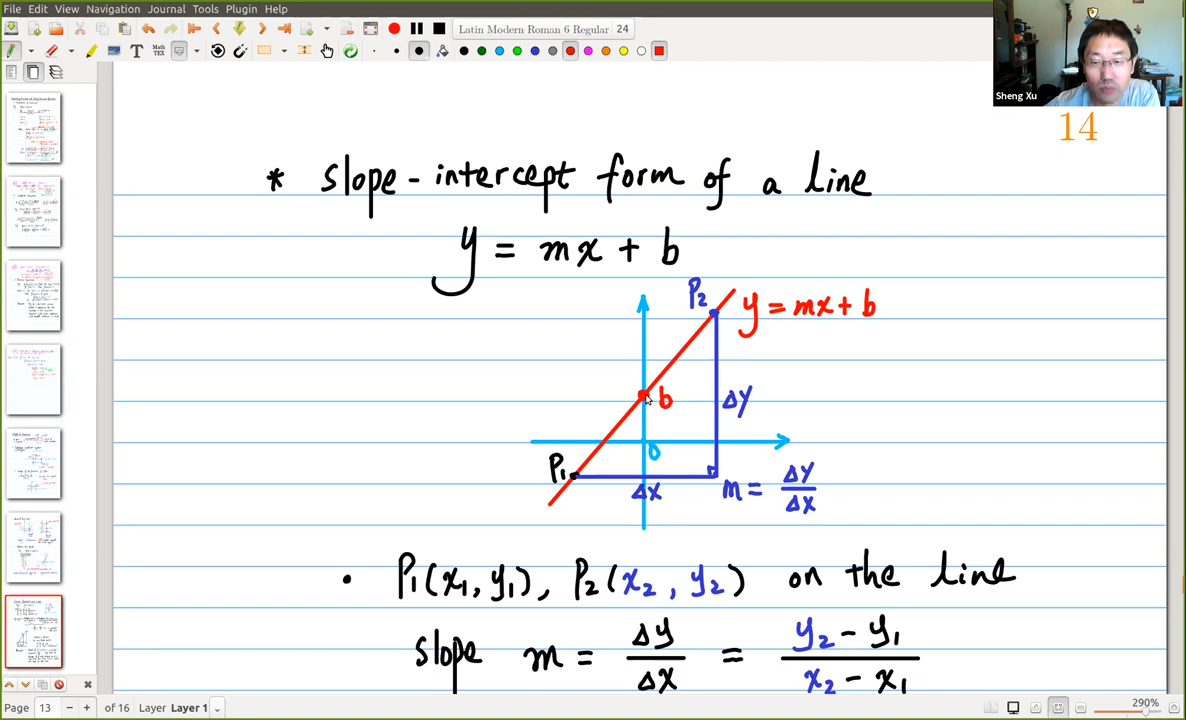 File Edit View Navigation Journal Tools Plugin Help
Latin Modern Roman 6 Regular 24
T Math TEX
Sheng Xu
14
* slope-intercept form of a line
y = mx + b
P2 y = mx + b
b ΔY
0
P1
ΔX m = ΔY/ΔX
• P1(x1, y1), P2(x2, y2) on the line
slope m = Δy/Δx = y2 - y1 / x2 - x1
Page 13 - + of 16 Layer Layer 1 290%